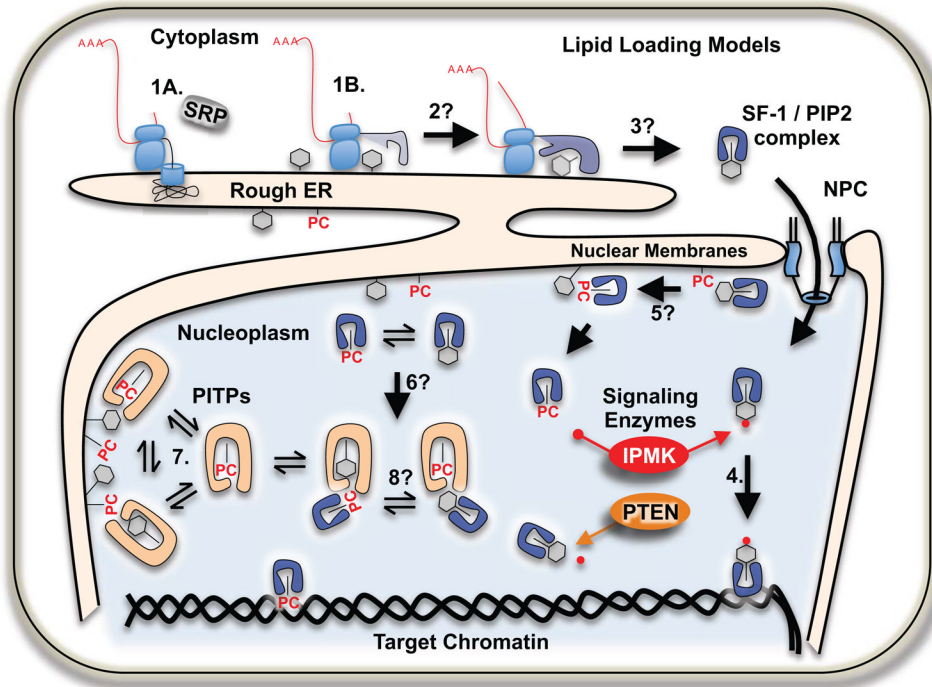 Cytoplasm
Lipid Loading Models
AAA
AAA
AAA
1A.
SRP
1B.
2?
3?
SF-1 / PIP2
complex
Rough ER
NPC
PC
Nuclear Membranes
PC
PC
PC
5?
Nucleoplasm
PC
PC
6?
PITPs
Signaling
Enzymes
PC
PC
7.
PC
PC
PC
8?
PC
IPMK
4.
PTEN
PC
PC
Target Chromatin